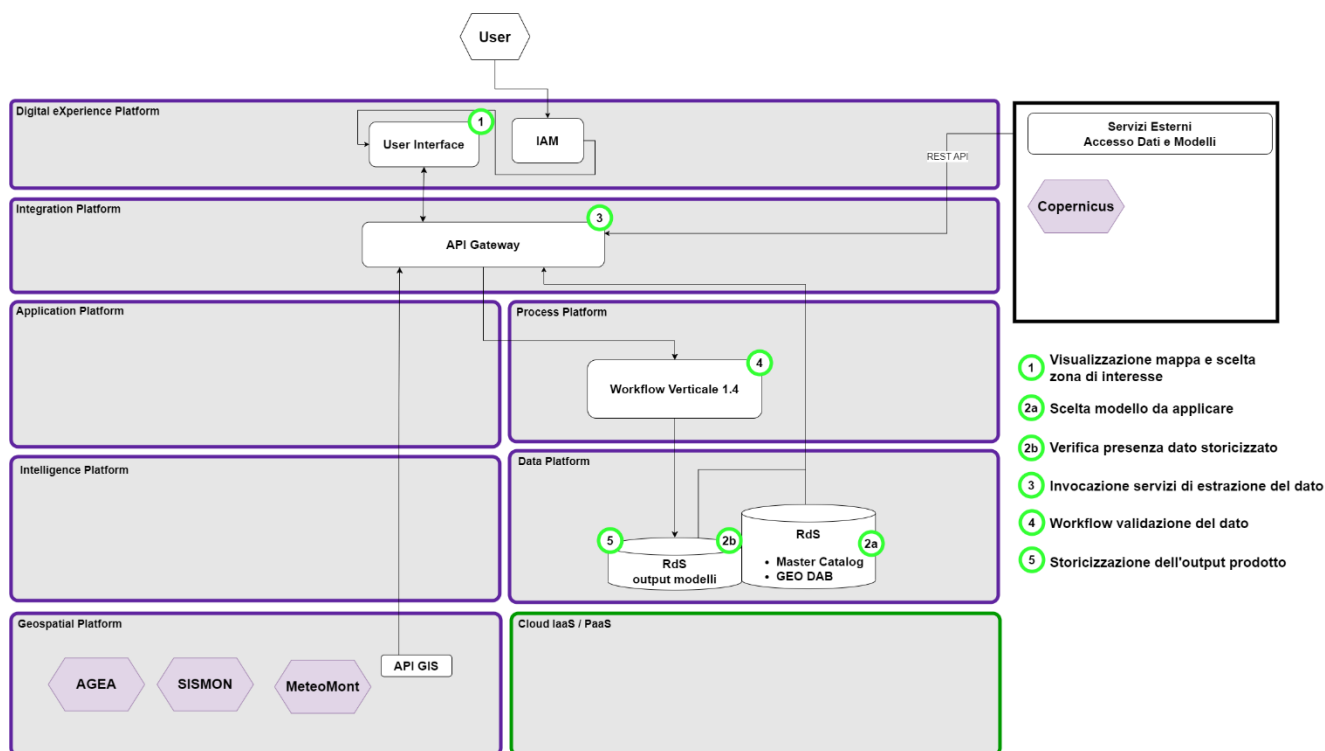 User
Digital eXperience Platform
1
User Interface
IAM
Servizi Esterni
Accesso Dati e Modelli
REST API
Copernicus
Integration Platform
3
API Gateway
Application Platform
Process Platform
4
Workflow Verticale 1.4
1
Visualizzazione mappa e scelta
zona di interesse
2a
Scelta modello da applicare
2b
Verifica presenza dato storicizzato
3
Invocazione servizi di estrazione del dato
4
Workflow validazione del dato
5
Storicizzazione dell'output prodotto
Intelligence Platform
Data Platform
5
2b
RdS
output modelli
RdS
2a
• Master Catalog
• GEO DAB
Geospatial Platform
AGEA
SISMON
MeteoMont
API GIS
Cloud IaaS / PaaS